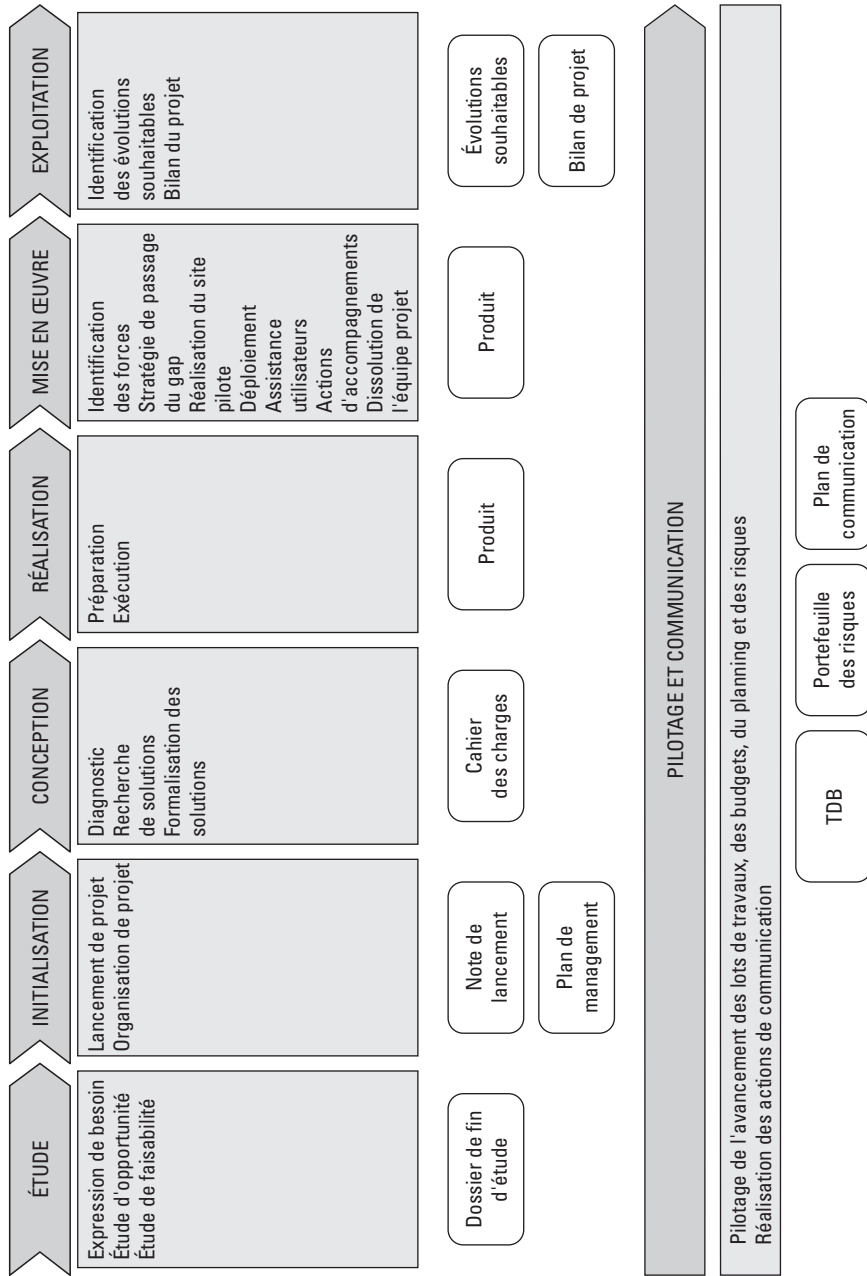 ÉTUDE
Expression de besoin
Étude d'opportunité
Étude de faisabilité
Dossier de fin
d'étude
INITIALISATION
Lancement de projet
Organisation de projet
Note de
lancement
Plan de
management
CONCEPTION
Diagnostic
Recherche
de solutions
Formalisation des
solutions
Cahier
des charges
RÉALISATION
Préparation
Exécution
Produit
MISE EN ŒUVRE
Identification
des forces
Stratégie de passage
du gap
Réalisation du site
pilote
Déploiement
Assistance
utilisateurs
Actions
d'accompagnements
Dissolution de
l'équipe projet
Produit
EXPLOITATION
Identification
des évolutions
souhaitables
Bilan du projet
Évolutions
souhaitables
Bilan de projet
PILOTAGE ET COMMUNICATION
Pilotage de l'avancement des lots de travaux, des budgets, du planning et des risques
Réalisation des actions de communication
TDB
Portefeuille
des risques
Plan de
communication